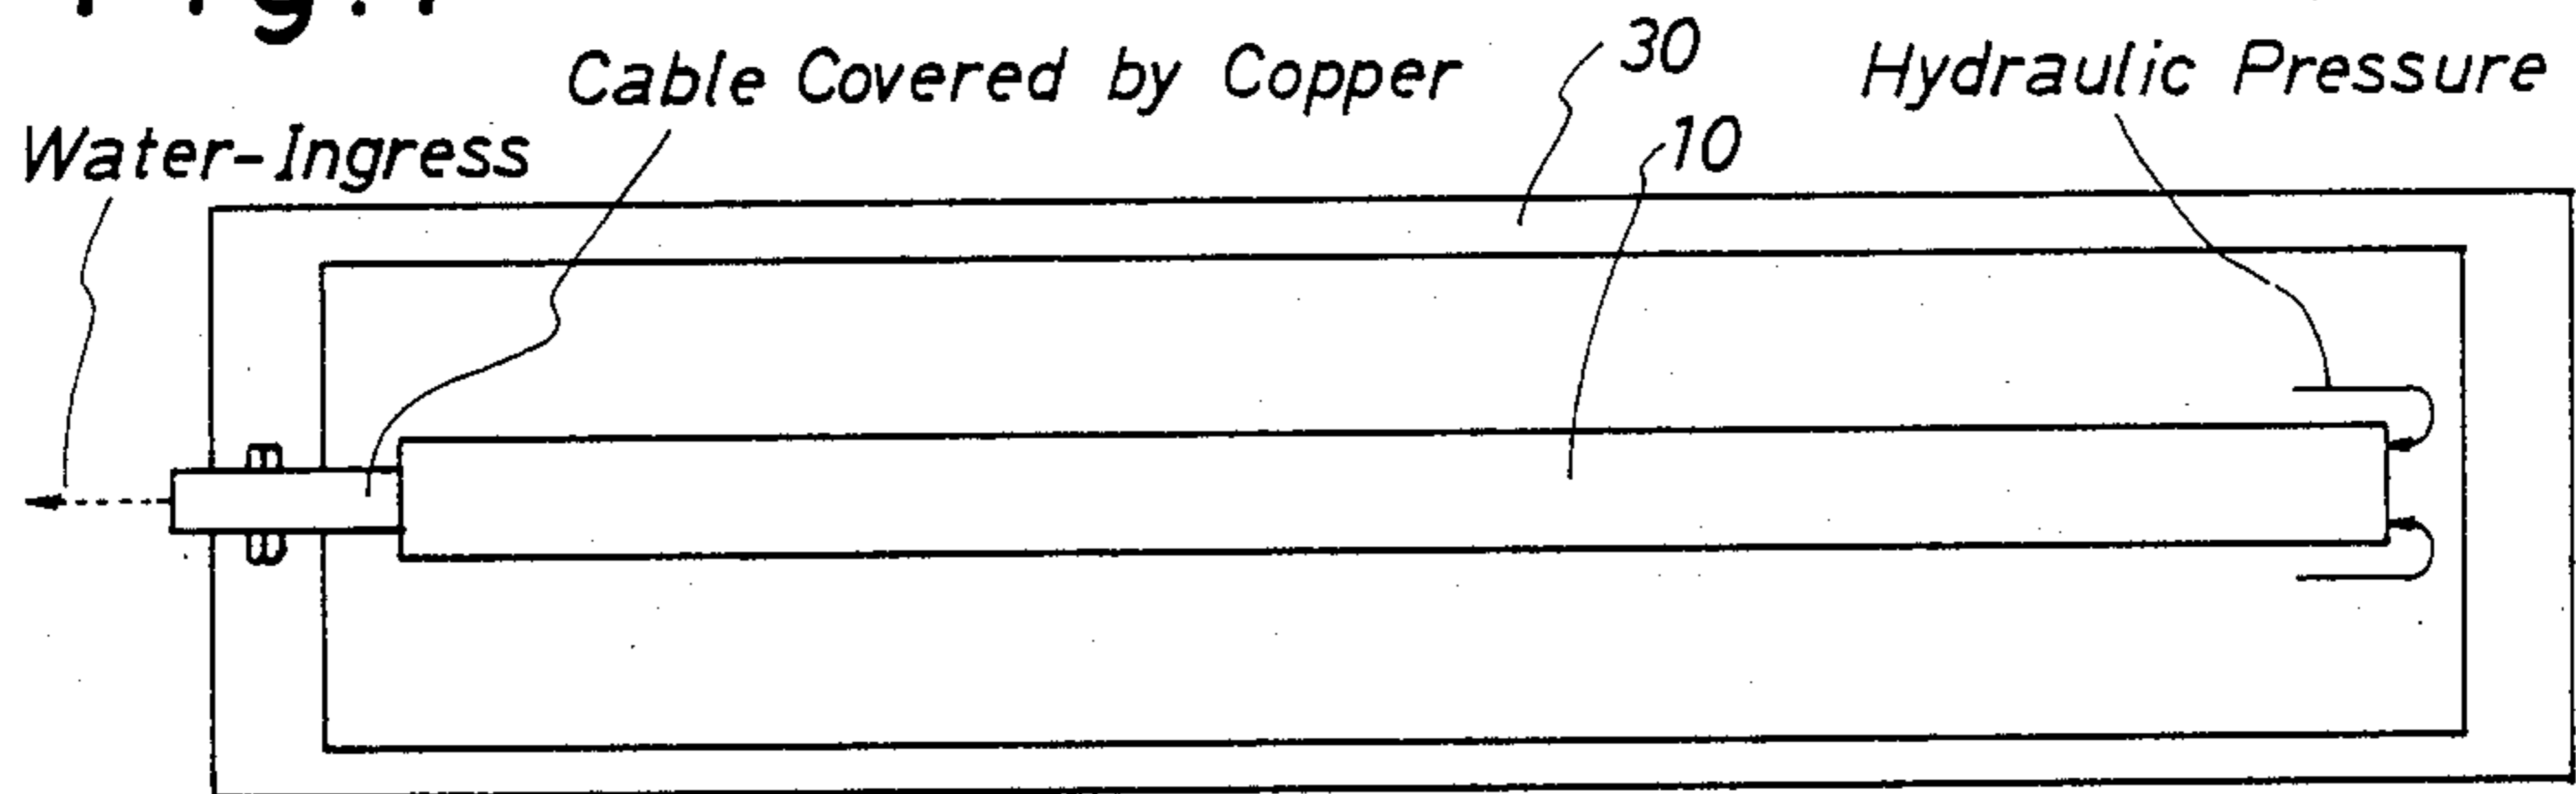 Cable Covered by Copper
30
Hydraulic Pressure
Water-Ingress
10